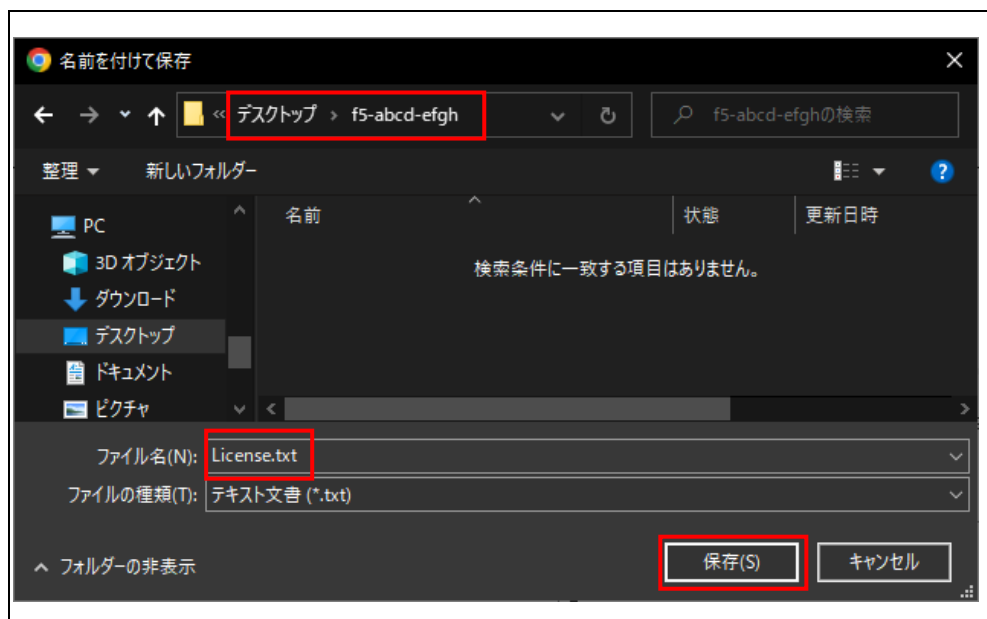 名前を付けて保存
« デスクトップ › f5-abcd-efgh
f5-abcd-efghの検索
整理
新しいフォルダー
PC
3D オブジェクト
ダウンロード
デスクトップ
ドキュメント
ピクチャ
名前
状態
更新日時
検索条件に一致する項目はありません。
ファイル名(N): License.txt
ファイルの種類(T): テキスト文書 (*.txt)
フォルダーの非表示
保存(S)
キャンセル